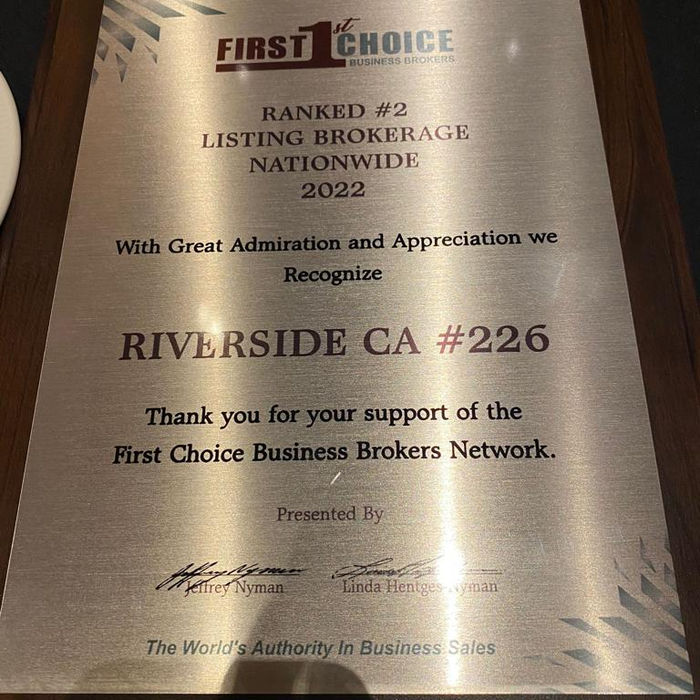 FIRST 1st CHOICE
BUSINESS BROKERS
RANKED #2
LISTING BROKERAGE
NATIONWIDE
2022
With Great Admiration and Appreciation we
Recognize
RIVERSIDE CA #226
Thank you for your support of the
First Choice Business Brokers Network.
Presented By
Jeffrey Nyman Linda Hentges Nyman
The World's Authority In Business Sales